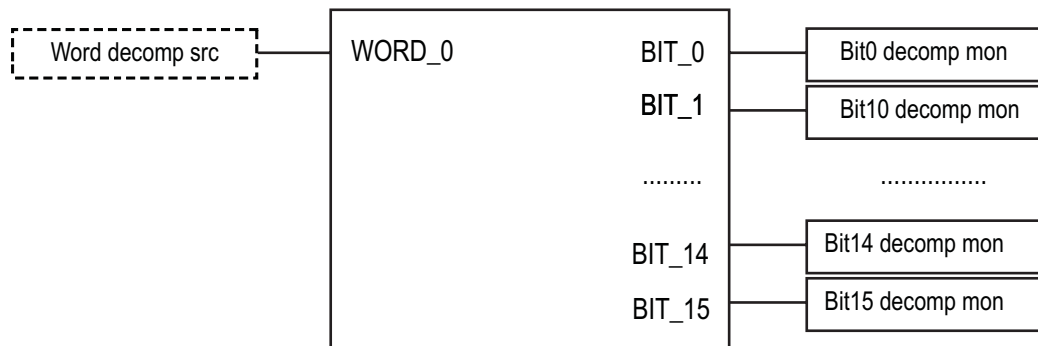 Word decomp src WORD_0 BIT_0 Bit0 decomp mon
BIT_1 Bit10 decomp mon
......... ................
BIT_14 Bit14 decomp mon
BIT_15 Bit15 decomp mon